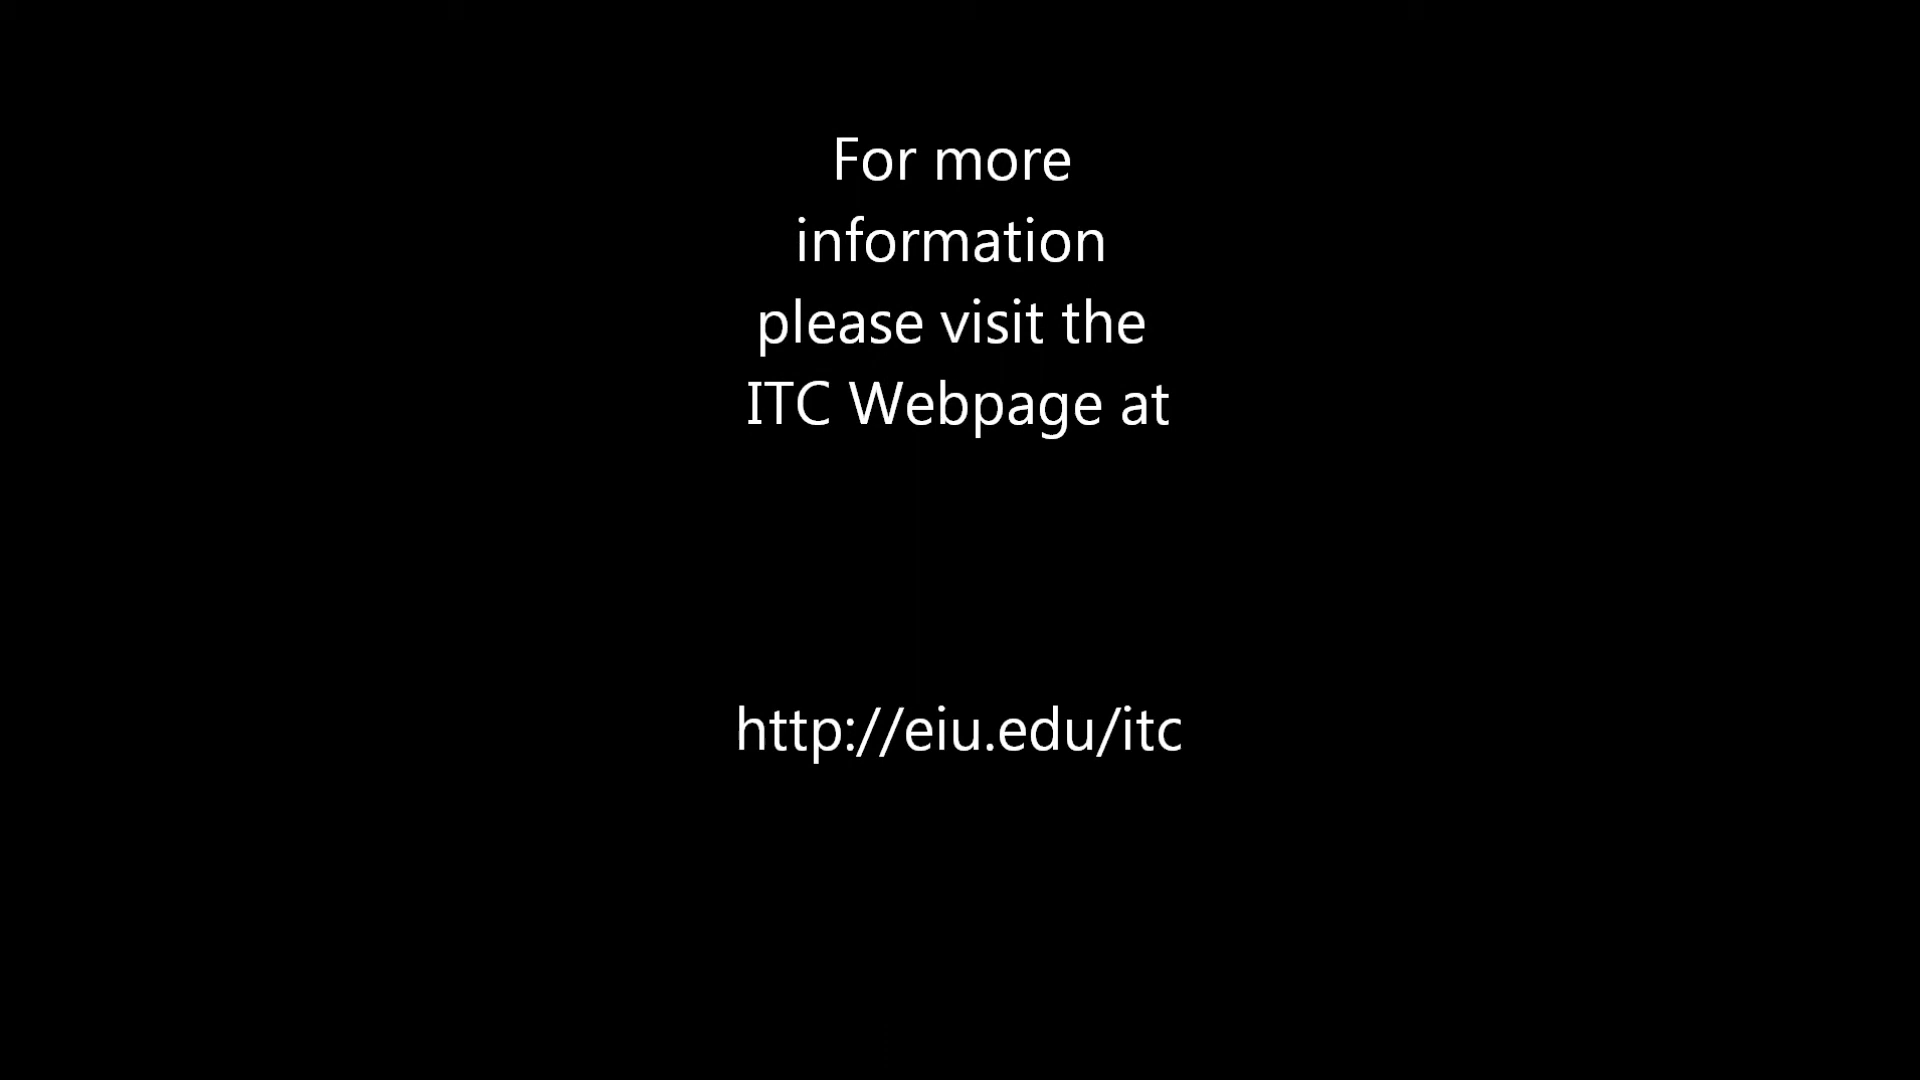 For more
information
please visit the
ITC Webpage at
http://eiu.edu/itc